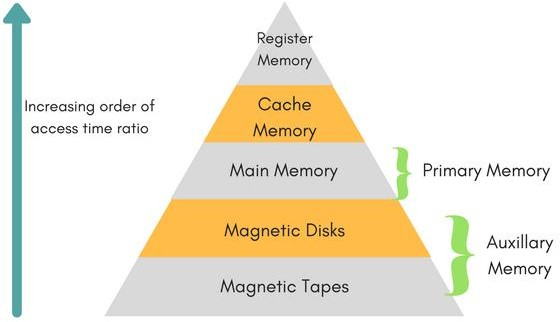 Register
Memory
Increasing order of
access time ratio
Cache
Memory
Main Memory
Primary Memory
Magnetic Disks
Auxillary
Memory
Magnetic Tapes